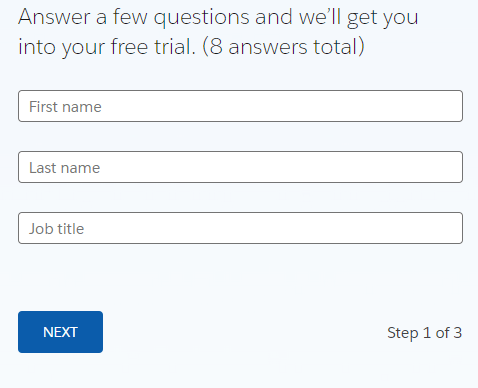 Answer a few questions and we’ll get you
into your free trial. (8 answers total)
First name
Last name
Job title
NEXT
Step 1 of 3